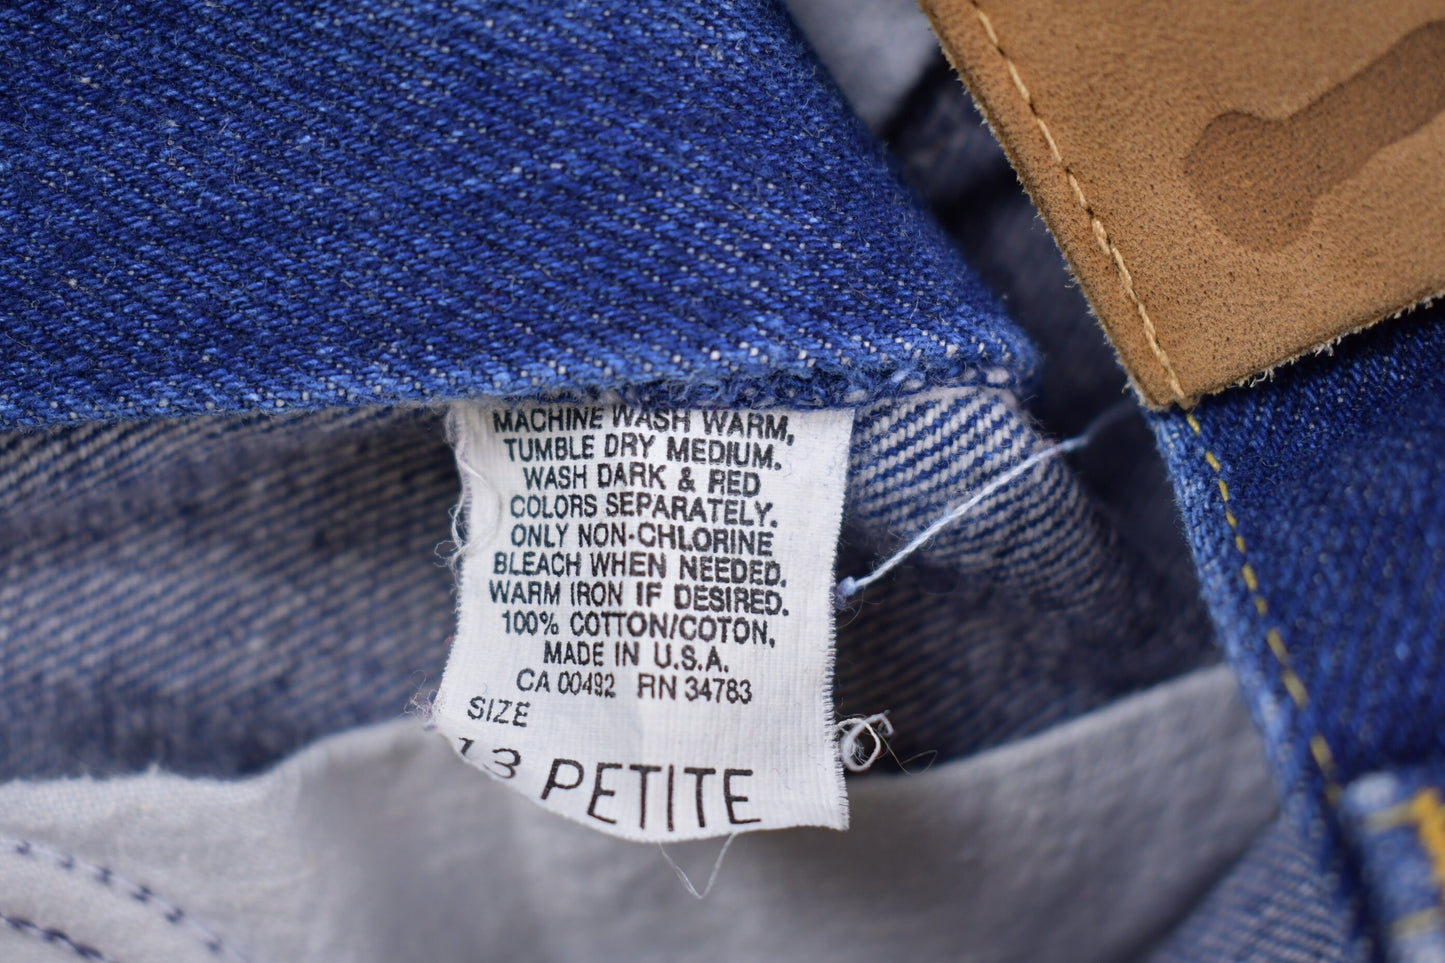 MACHINE WASH WARM,
TUMBLE DRY MEDIUM.
WASH DARK & RED
COLORS SEPARATELY.
ONLY NON-CHLORINE
BLEACH WHEN NEEDED.
WARM IRON IF DESIRED.
100% COTTON/COTON,
MADE IN U.S.A.
CA 00492 RN 34783
SIZE
13 PETITE